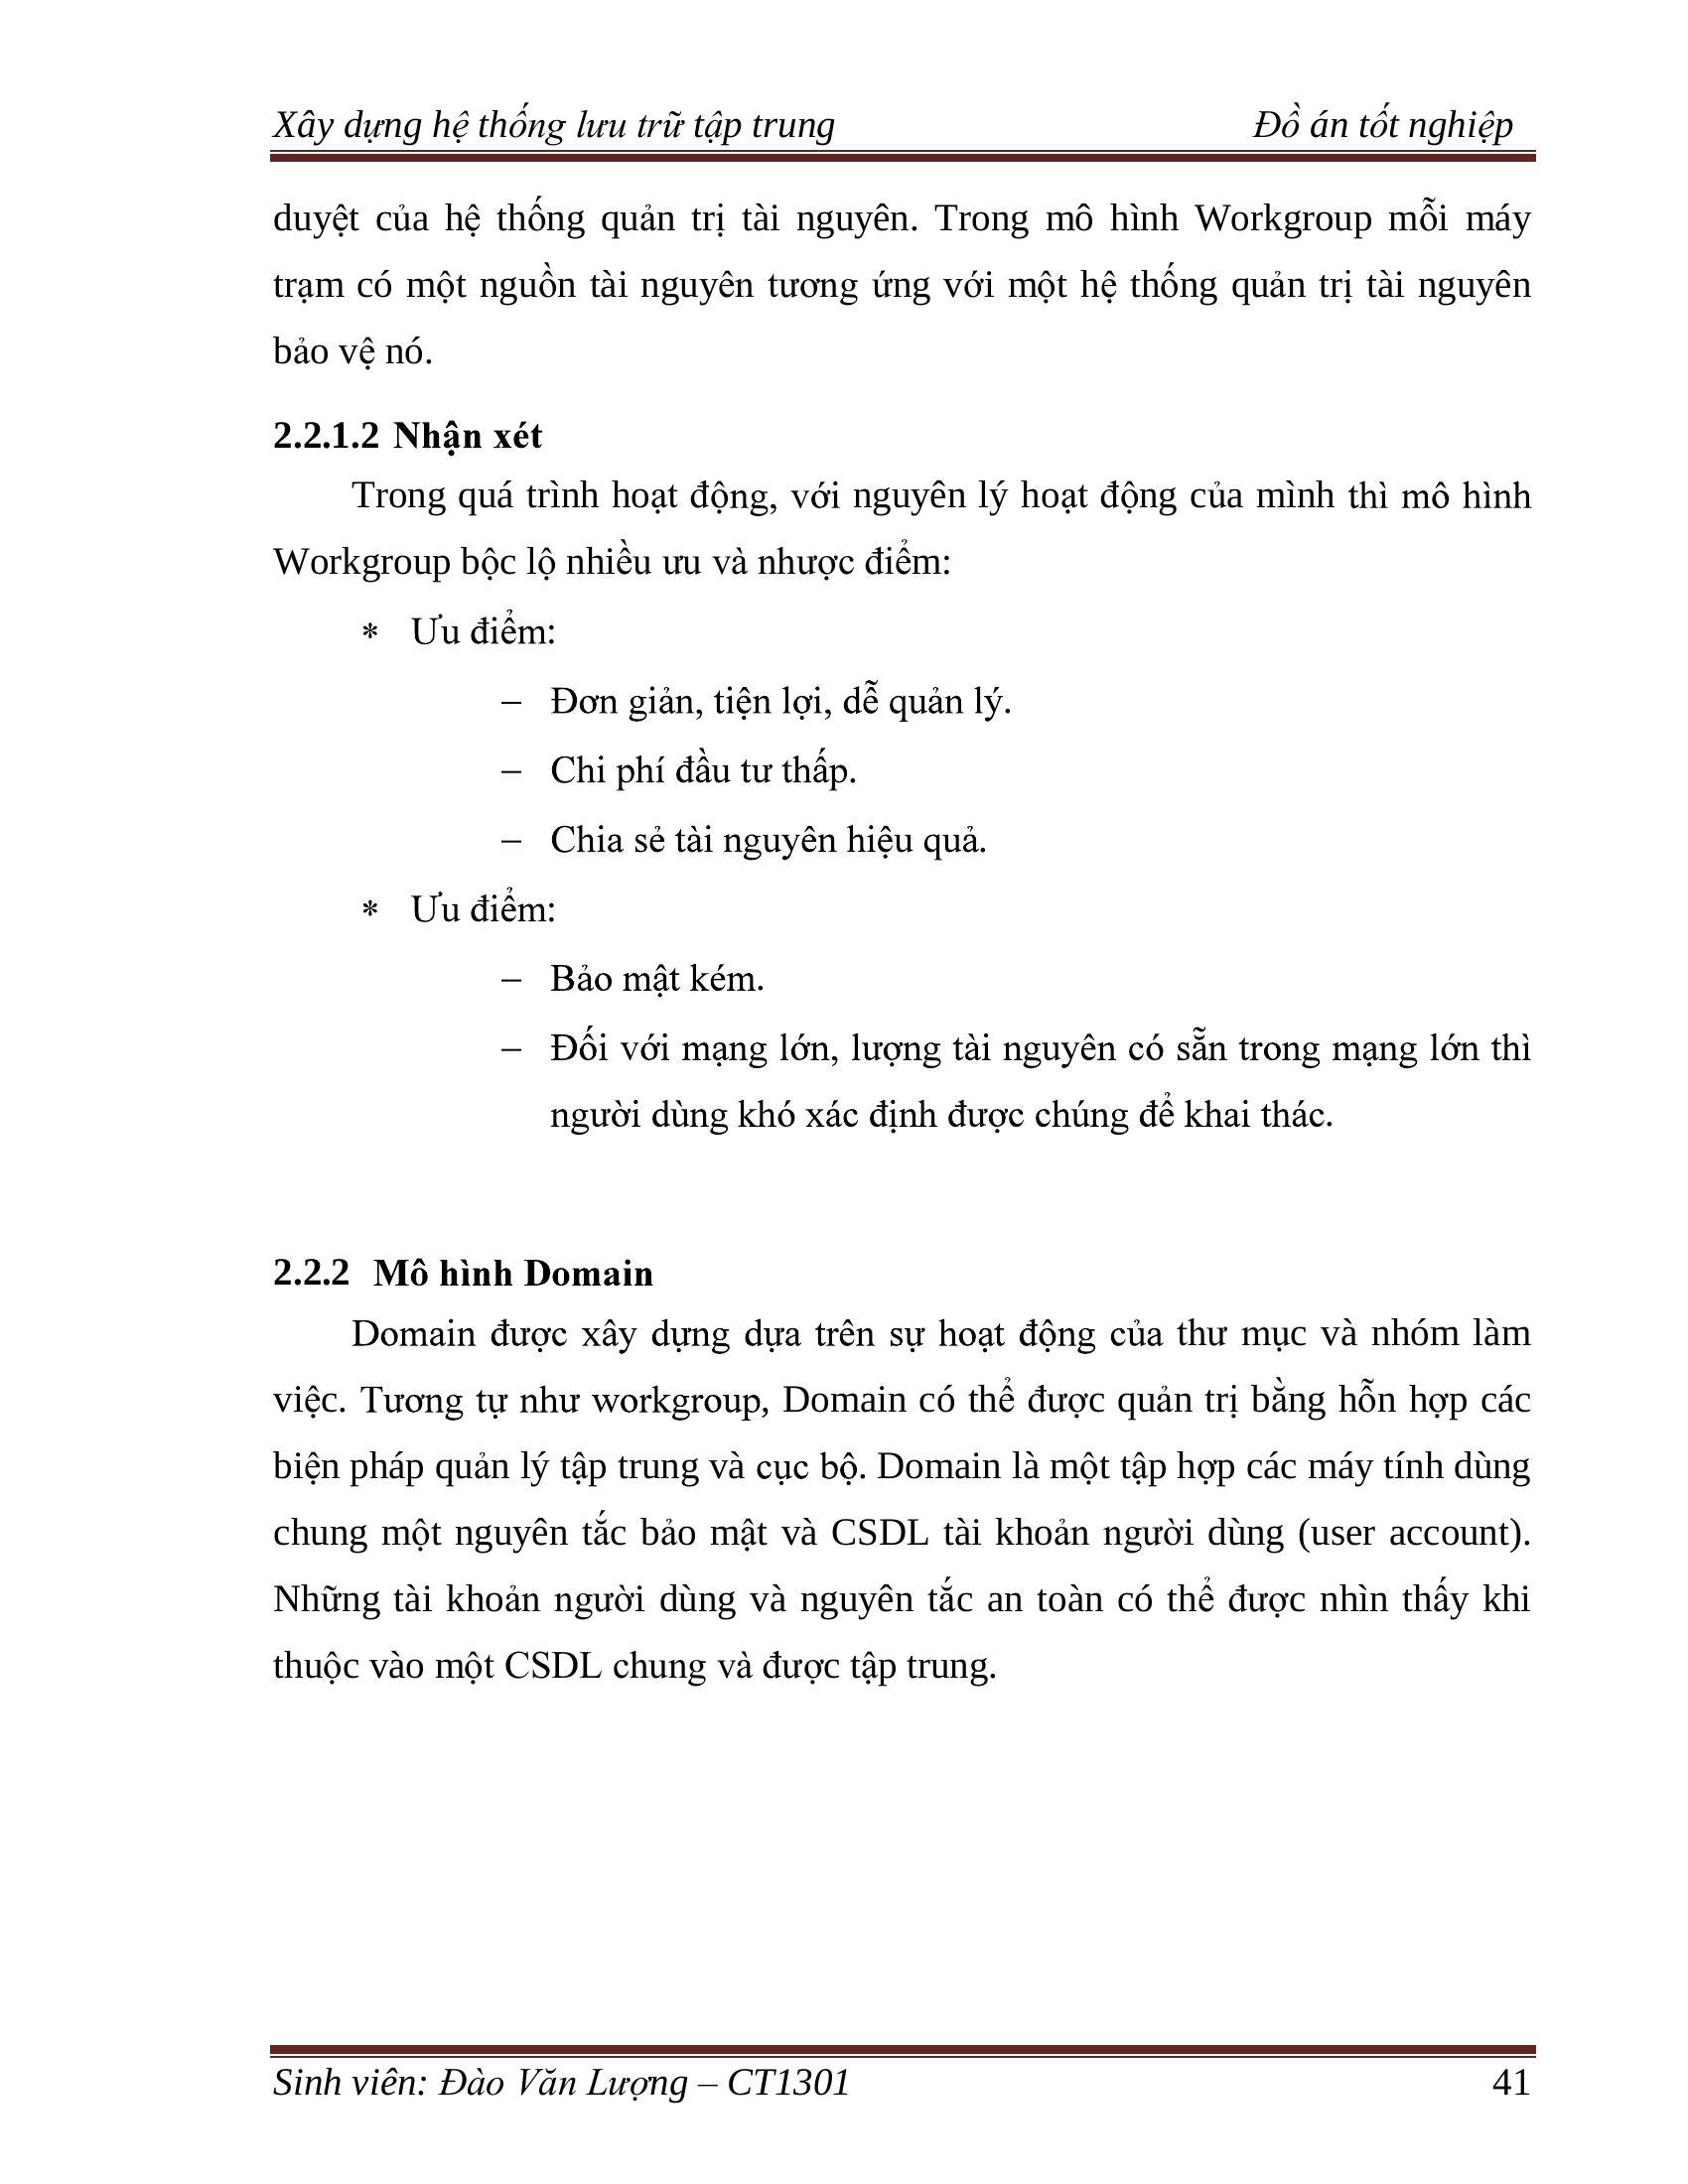 Xây dựng hệ thống lưu trữ tập trung Đồ án tốt nghiệp
duyệt của hệ thống quản trị tài nguyên. Trong mô hình Workgroup mỗi máy
trạm có một nguồn tài nguyên tương ứng với một hệ thống quản trị tài nguyên
bảo vệ nó.
2.2.1.2 Nhận xét
Trong quá trình hoạt động, với nguyên lý hoạt động của mình thì mô hình
Workgroup bộc lộ nhiều ưu và nhược điểm:
* Ưu điểm:
– Đơn giản, tiện lợi, dễ quản lý.
– Chi phí đầu tư thấp.
– Chia sẻ tài nguyên hiệu quả.
* Ưu điểm:
– Bảo mật kém.
– Đối với mạng lớn, lượng tài nguyên có sẵn trong mạng lớn thì
người dùng khó xác định được chúng để khai thác.
2.2.2 Mô hình Domain
Domain được xây dựng dựa trên sự hoạt động của thư mục và nhóm làm
việc. Tương tự như workgroup, Domain có thể được quản trị bằng hỗn hợp các
biện pháp quản lý tập trung và cục bộ. Domain là một tập hợp các máy tính dùng
chung một nguyên tắc bảo mật và CSDL tài khoản người dùng (user account).
Những tài khoản người dùng và nguyên tắc an toàn có thể được nhìn thấy khi
thuộc vào một CSDL chung và được tập trung.
Sinh viên: Đào Văn Lượng – CT1301 41